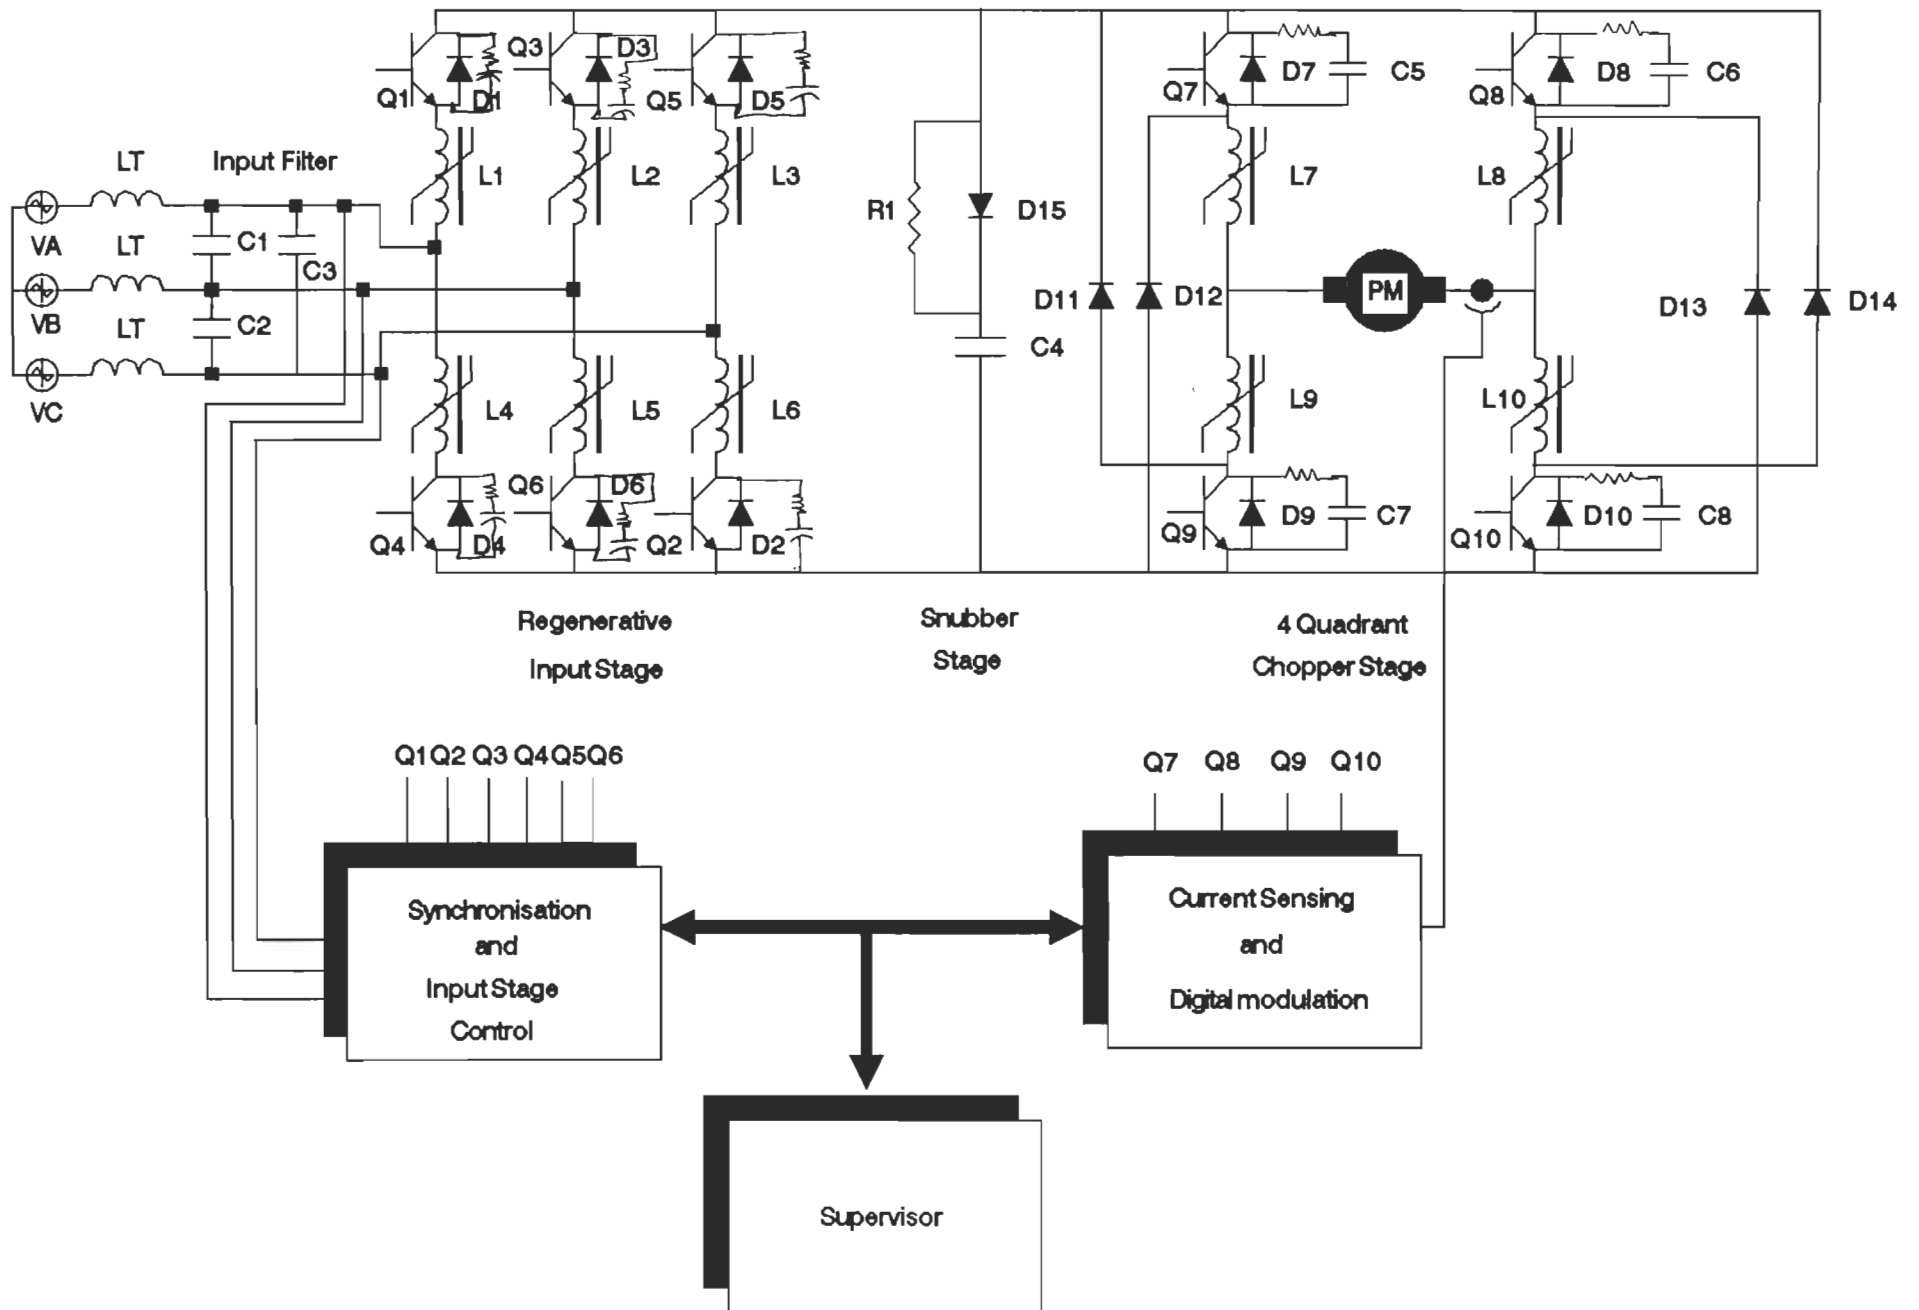 Q1
D1
Q3
D3
Q5
D5
Q7
D7
C5
Q8
D8
C6
LT
Input Filter
L1
L2
L3
L7
L8
VA
LT
C1
C3
R1
D15
D11
D12
PM
D13
D14
VB
LT
C2
C4
VC
L4
L5
L6
L9
L10
Q4
D4
Q6
D6
Q2
D2
Q9
D9
C7
Q10
D10
C8
Regenerative
Input Stage
Snubber
Stage
4 Quadrant
Chopper Stage
Q1 Q2 Q3 Q4 Q5 Q6
Q7 Q8 Q9 Q10
Synchronisation
and
Input Stage
Control
Current Sensing
and
Digital modulation
Supervisor